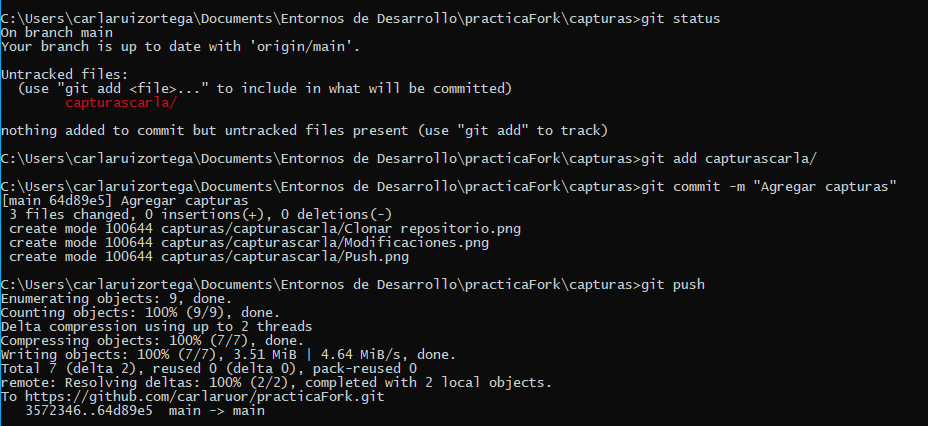 C:\Users\carlaruizortega\Documents\Entornos de Desarrollo\practicaFork\capturas>git status
On branch main
Your branch is up to date with 'origin/main'.
Untracked files:
(use "git add <file>..." to include in what will be committed)
capturascarla/
nothing added to commit but untracked files present (use "git add" to track)
C:\Users\carlaruizortega\Documents\Entornos de Desarrollo\practicaFork\capturas>git add capturascarla/
C:\Users\carlaruizortega\Documents\Entornos de Desarrollo\practicaFork\capturas>git commit -m "Agregar capturas"
[main 64d89e5] Agregar capturas
3 files changed, 0 insertions(+), 0 deletions(-)
create mode 100644 capturas/capturascarla/Clonar repositorio.png
create mode 100644 capturas/capturascarla/Modificaciones.png
create mode 100644 capturas/capturascarla/Push.png
C:\Users\carlaruizortega\Documents\Entornos de Desarrollo\practicaFork\capturas>git push
Enumerating objects: 9, done.
Counting objects: 100% (9/9), done.
Delta compression using up to 2 threads
Compressing objects: 100% (7/7), done.
Writing objects: 100% (7/7), 3.51 MiB | 4.64 MiB/s, done.
Total 7 (delta 2), reused 0 (delta 0), pack-reused 0
remote: Resolving deltas: 100% (2/2), completed with 2 local objects.
To https://github.com/carlaruor/practicaFork.git
3572346..64d89e5  main -> main